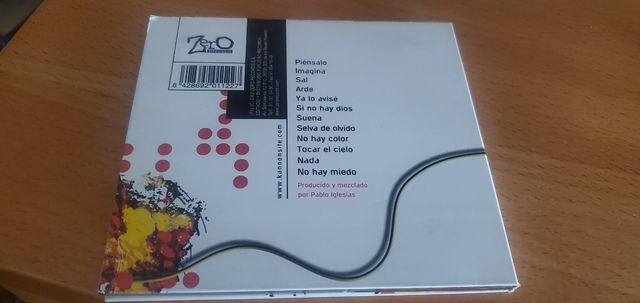 Zero
8 428692 011227
Piénsalo
Imagina
Sal
Arde
Ya lo avisé
Si no hay dios
Suena
Selva de olvido
No hay color
Tocar el cielo
Nada
No hay miedo
Producido y mezclado
por Pablo Iglesias
www.kannonsite.com